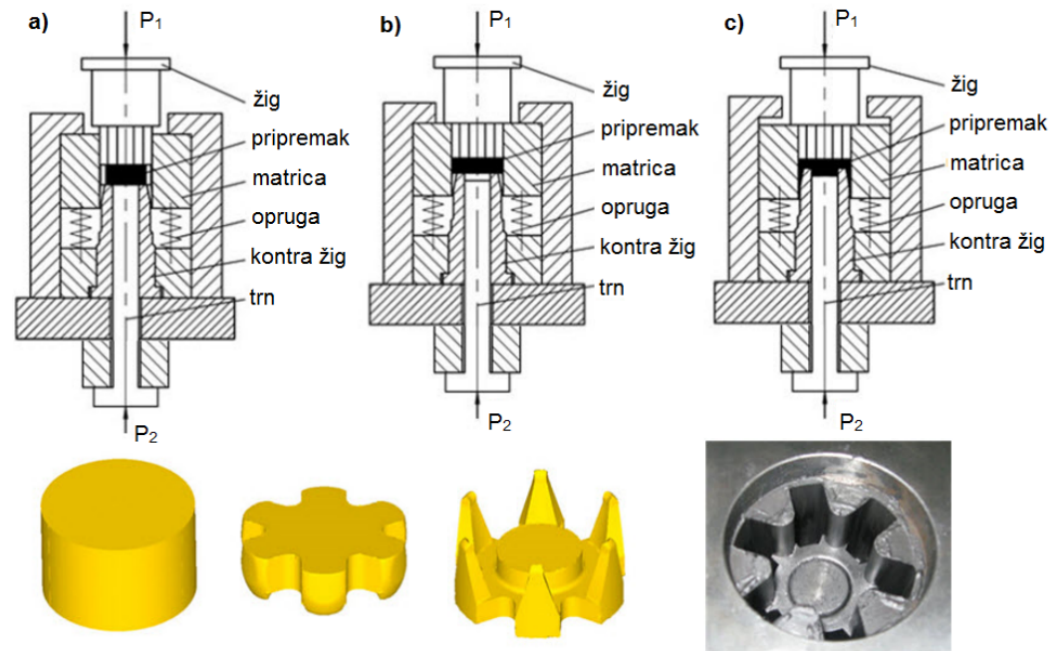 a)
P1
žig
pripremak
matrica
opruga
kontra žig
trn
P2
b)
P1
žig
pripremak
matrica
opruga
kontra žig
trn
P2
c)
P1
žig
pripremak
matrica
opruga
kontra žig
trn
P2